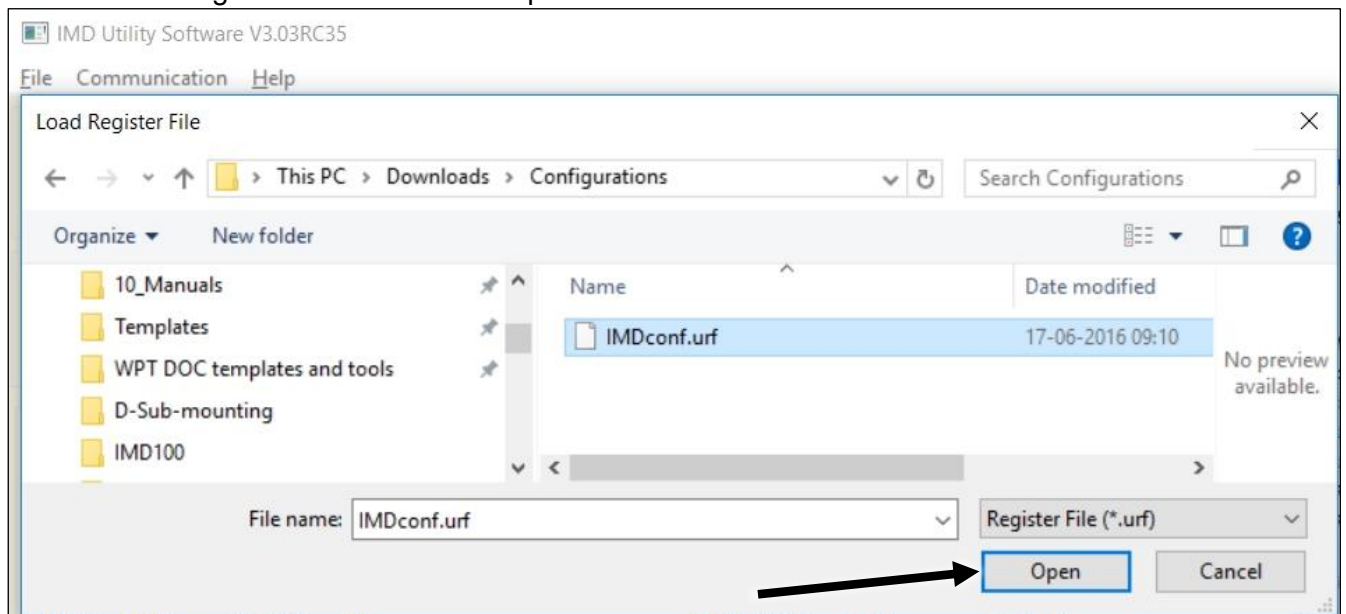 IMD Utility Software V3.03RC35
File Communication Help
Load Register File
This PC > Downloads > Configurations
Search Configurations
Organize New folder
10_Manuals
Templates
WPT DOC templates and tools
D-Sub-mounting
IMD100
Name Date modified
IMDconf.urf 17-06-2016 09:10
No preview
available.
File name: IMDconf.urf Register File (*.urf)
Open Cancel